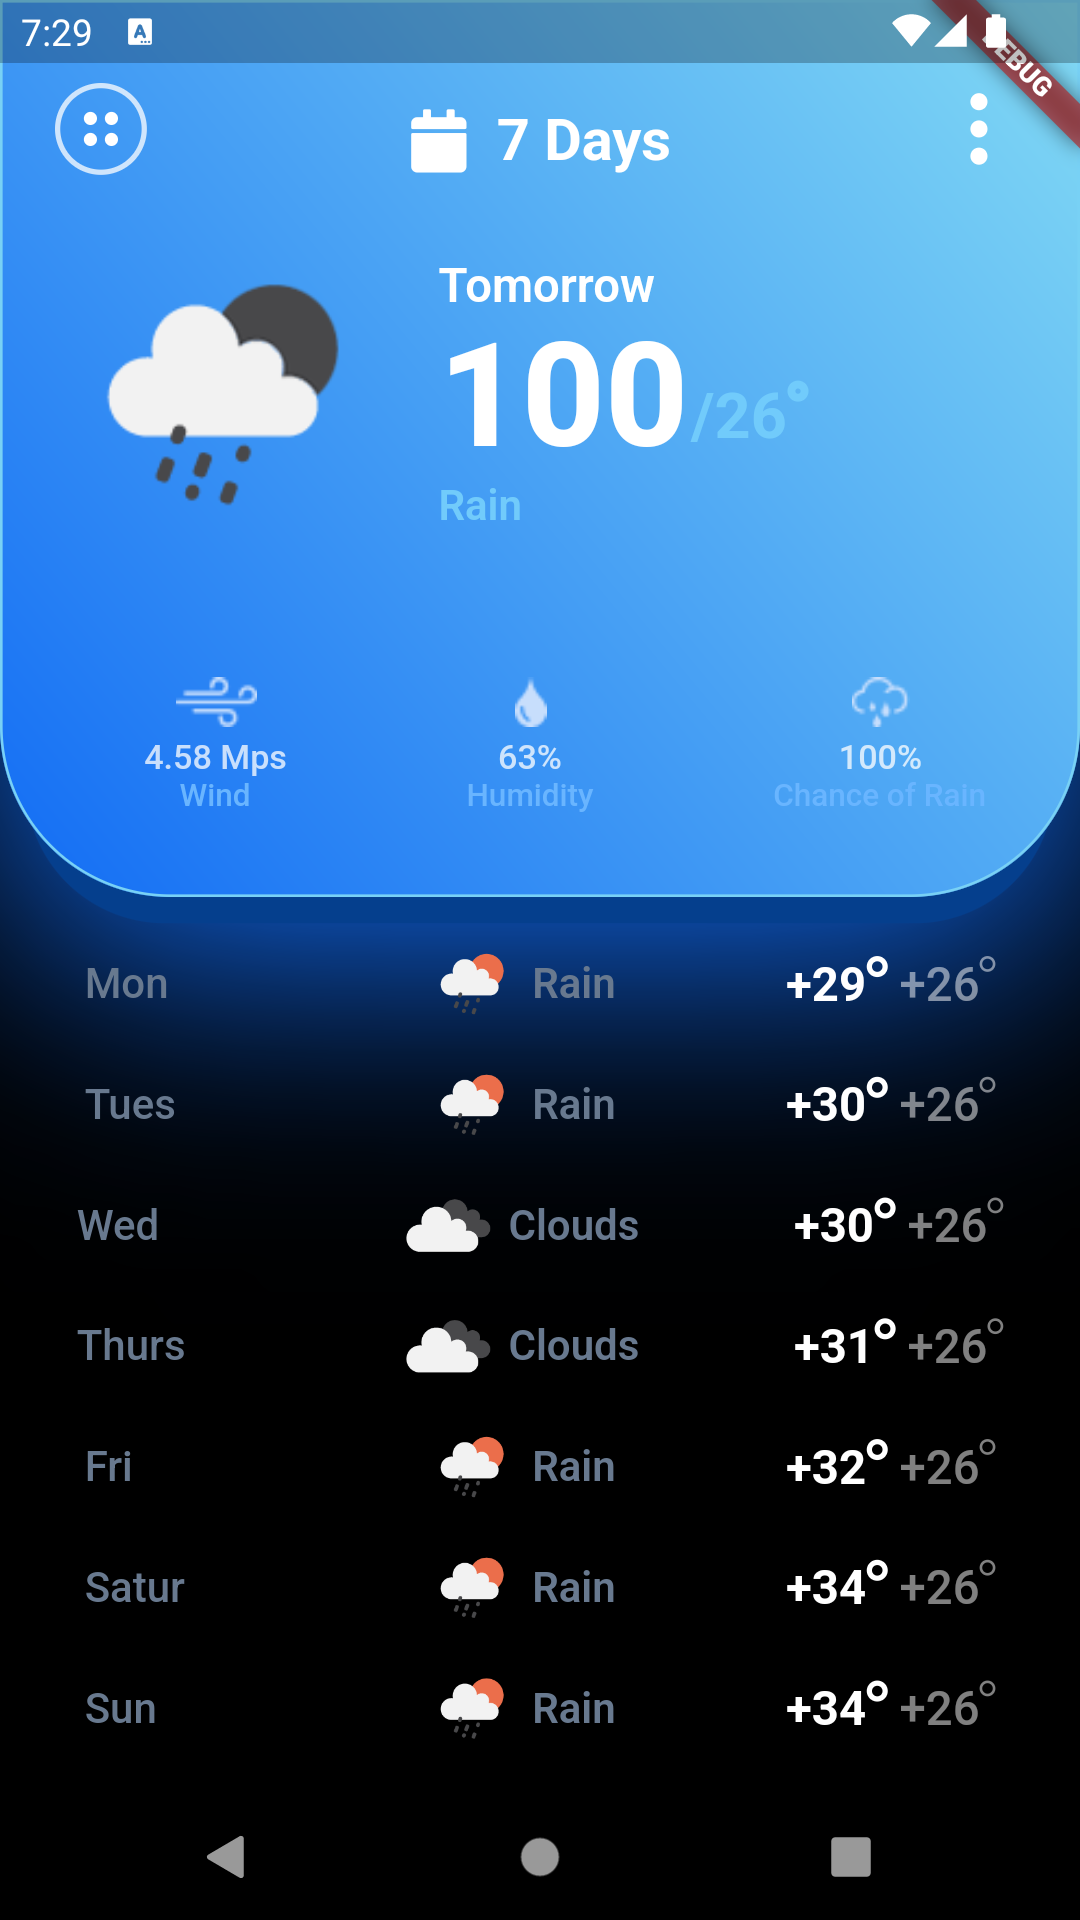 7:29
DEBUG
7 Days
Tomorrow
100/26°
Rain
4.58 Mps 63% 100%
Wind Humidity Chance of Rain
Mon Rain +29° +26°
Tues Rain +30° +26°
Wed Clouds +30° +26°
Thurs Clouds +31° +26°
Fri Rain +32° +26°
Satur Rain +34° +26°
Sun Rain +34° +26°